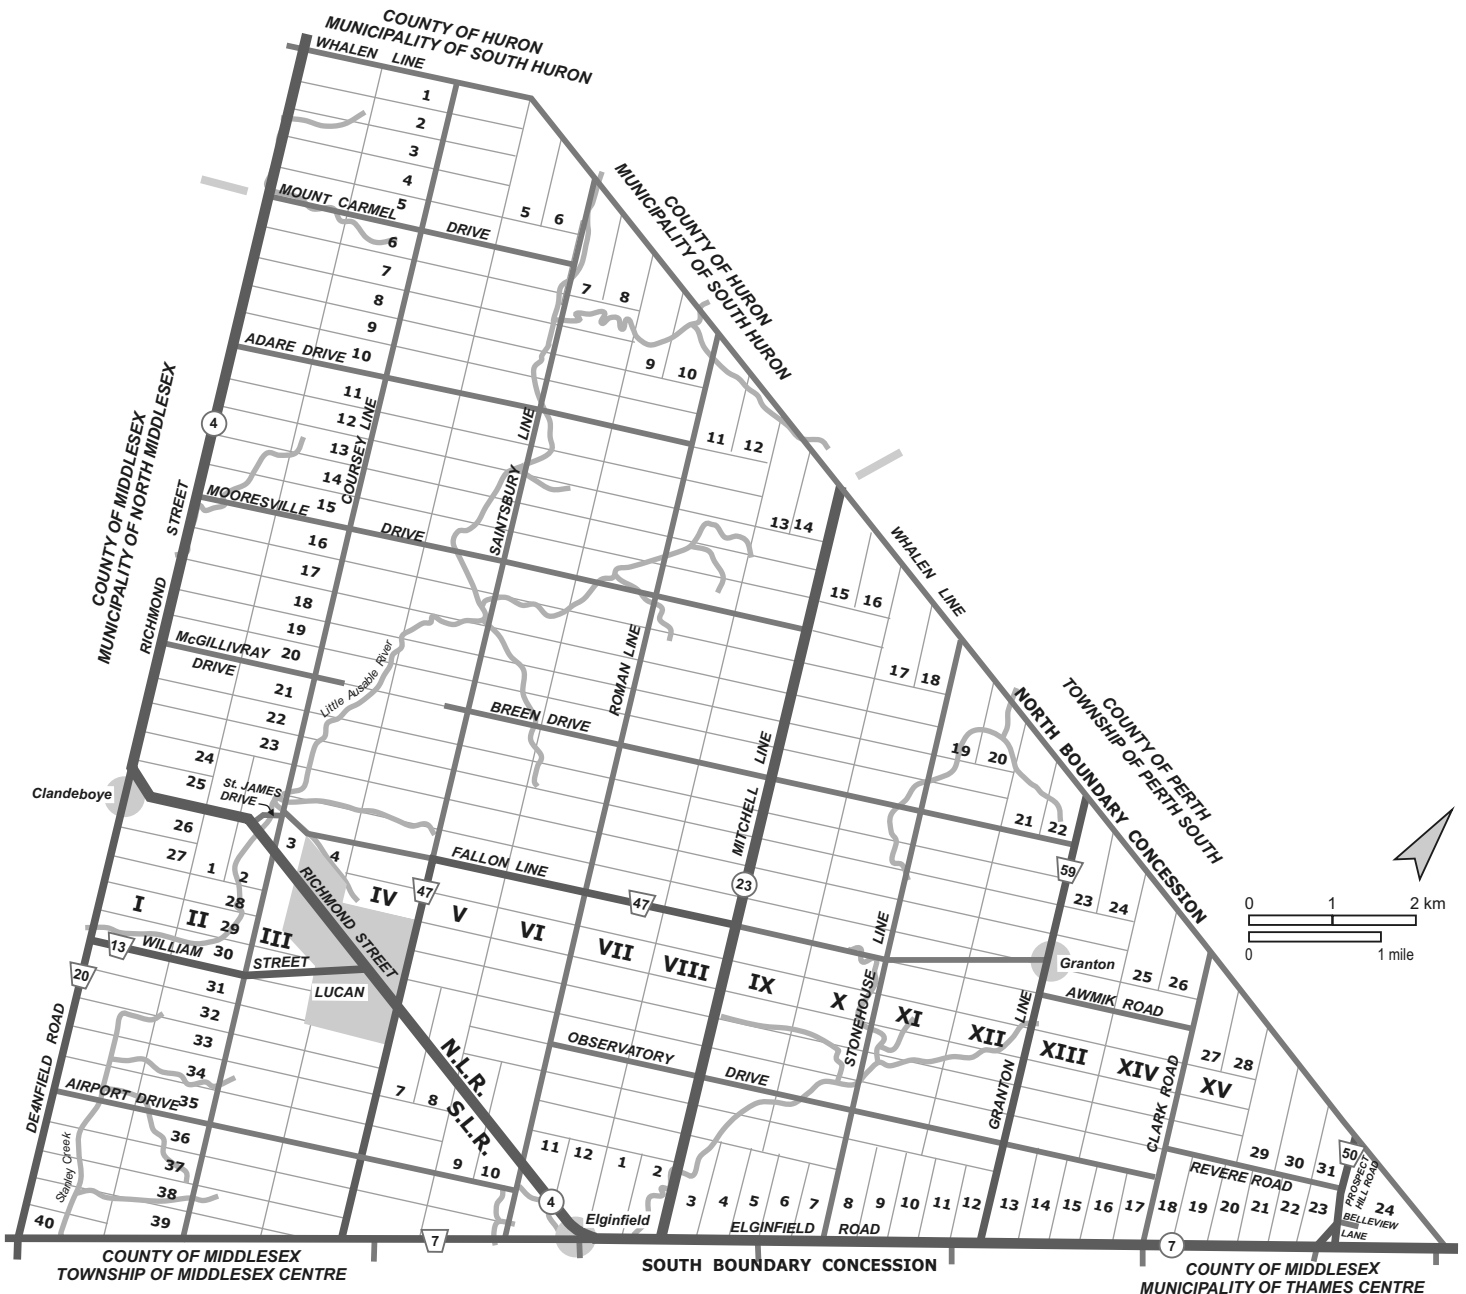 COUNTY OF HURON
MUNICIPALITY OF SOUTH HURON
WHALEN LINE
1
2
3
4
5
5
6
MOUNT CARMEL DRIVE
COUNTY OF HURON
MUNICIPALITY OF SOUTH HURON
6
7
8
9
10
7
8
9
10
ADARE DRIVE
11
12
13
14
15
11
12
13 14
COUNTY OF MIDDLESEX
MUNICIPALITY OF NORTH MIDDLESEX
4
RICHMOND STREET
COURSEY LINE
SAINTSBURY LINE
MOORESVILLE DRIVE
16
17
18
19
20
15
16
17
18
WHALEN LINE
McGILLIVRAY
DRIVE
Little Ausable River
ROMAN LINE
BREEN DRIVE
MITCHELL LINE
21
22
23
24
25
19
20
21
22
NORTH BOUNDARY CONCESSION
COUNTY OF PERTH
TOWNSHIP OF PERTH SOUTH
Clandeboye
St. JAMES
DRIVE
26
27
1
2
3
4
28
29
30
FALLON LINE
47
47
23
59
23
24
RICHMOND STREET
I
II
III
IV
V
VI
VII
VIII
IX
X
XI
XII
XIII
XIV
XV
13
WILLIAM STREET
20
LUCAN
STONEHOUSE LINE
Granton
25
26
AWMIK ROAD
0 1 2 km
0 1 mile
31
32
33
34
35
DE4NFIELD ROAD
AIRPORT DRIVE
N.L.R.
S.L.R.
OBSERVATORY DRIVE
GRANTON LINE
CLARK ROAD
27
28
36
37
38
39
40
Stanley Creek
7
8
9
10
11
12
1
2
3
4
5
6
7
8
9
10
11
12
13
14
15
16
17
18
19
20
21
22
23
24
29
30
31
REVERE ROAD
50
PROSPECT
HILL ROAD
BELLEVIEW
LANE
4
Elginfield
ELGINFIELD ROAD
7
7
COUNTY OF MIDDLESEX
TOWNSHIP OF MIDDLESEX CENTRE
SOUTH BOUNDARY CONCESSION
COUNTY OF MIDDLESEX
MUNICIPALITY OF THAMES CENTRE